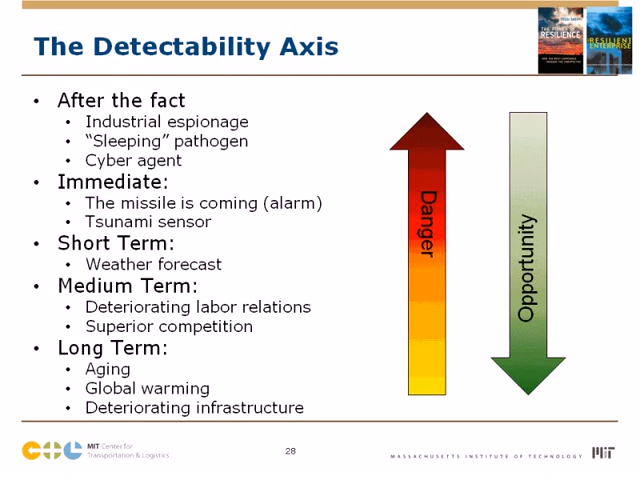 The Detectability Axis
THE POWER OF
RESILIENCE
RESILIENT
ENTERPRISE
• After the fact
• Industrial espionage
• “Sleeping” pathogen
• Cyber agent
• Immediate:
• The missile is coming (alarm)
• Tsunami sensor
• Short Term:
• Weather forecast
• Medium Term:
• Deteriorating labor relations
• Superior competition
• Long Term:
• Aging
• Global warming
• Deteriorating infrastructure
Danger
Opportunity
MIT Center for
Transportation & Logistics
28
MASSACHUSETTS INSTITUTE OF TECHNOLOGY